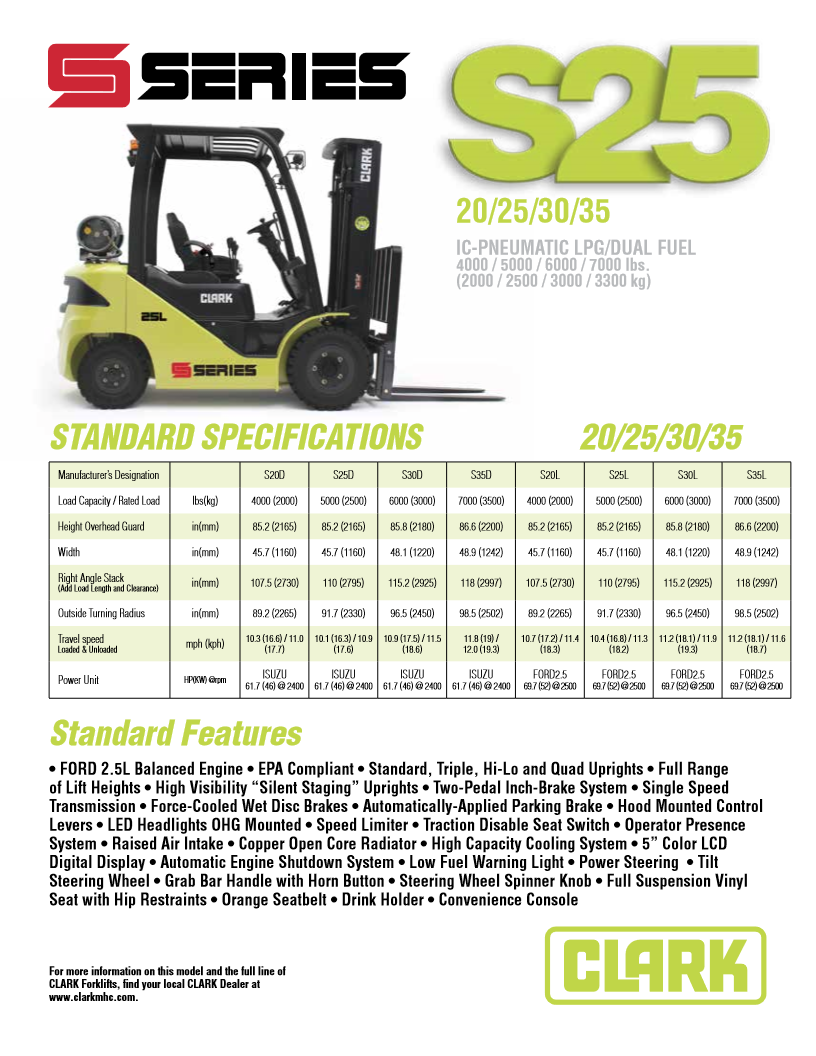 S SERIES
S25
20/25/30/35
IC-PNEUMATIC LPG/DUAL FUEL
4000 / 5000 / 6000 / 7000 lbs.
(2000 / 2500 / 3000 / 3300 kg)
CLARK
CLARK
25L
S SERIES
STANDARD SPECIFICATIONS 20/25/30/35
Manufacturer's Designation S20D S25D S30D S35D S20L S25L S30L S35L
Load Capacity / Rated Load lbs(kg) 4000 (2000) 5000 (2500) 6000 (3000) 7000 (3500) 4000 (2000) 5000 (2500) 6000 (3000) 7000 (3500)
Height Overhead Guard in(mm) 85.2 (2165) 85.2 (2165) 85.8 (2180) 86.6 (2200) 85.2 (2165) 85.2 (2165) 85.8 (2180) 86.6 (2200)
Width in(mm) 45.7 (1160) 45.7 (1160) 48.1 (1220) 48.9 (1242) 45.7 (1160) 45.7 (1160) 48.1 (1220) 48.9 (1242)
Right Angle Stack
(Add Load Length and Clearance) in(mm) 107.5 (2730) 110 (2795) 115.2 (2925) 118 (2997) 107.5 (2730) 110 (2795) 115.2 (2925) 118 (2997)
Outside Turning Radius in(mm) 89.2 (2265) 91.7 (2330) 96.5 (2450) 98.5 (2502) 89.2 (2265) 91.7 (2330) 96.5 (2450) 98.5 (2502)
Travel speed mph (kph) 10.3 (16.6) / 11.0 10.1 (16.3) / 10.9 10.9 (17.5) / 11.5 11.8 (19) / 10.7 (17.2) / 11.4 10.4 (16.8) / 11.3 11.2 (18.1) / 11.9 11.2 (18.1) / 11.6
Loaded & Unloaded (17.7) (17.6) (18.6) 12.0 (19.3) (18.3) (18.2) (19.3) (18.7)
Power Unit HP(KW) @rpm ISUZU ISUZU ISUZU ISUZU FORD2.5 FORD2.5 FORD2.5 FORD2.5
61.7 (46) @ 2400 61.7 (46) @ 2400 61.7 (46) @ 2400 61.7 (46) @ 2400 69.7 (52) @ 2500 69.7 (52) @ 2500 69.7 (52) @ 2500 69.7 (52) @ 2500
Standard Features
• FORD 2.5L Balanced Engine • EPA Compliant • Standard, Triple, Hi-Lo and Quad Uprights • Full Range
of Lift Heights • High Visibility “Silent Staging” Uprights • Two-Pedal Inch-Brake System • Single Speed
Transmission • Force-Cooled Wet Disc Brakes • Automatically-Applied Parking Brake • Hood Mounted Control
Levers • LED Headlights OHG Mounted • Speed Limiter • Traction Disable Seat Switch • Operator Presence
System • Raised Air Intake • Copper Open Core Radiator • High Capacity Cooling System • 5” Color LCD
Digital Display • Automatic Engine Shutdown System • Low Fuel Warning Light • Power Steering • Tilt
Steering Wheel • Grab Bar Handle with Horn Button • Steering Wheel Spinner Knob • Full Suspension Vinyl
Seat with Hip Restraints • Orange Seatbelt • Drink Holder • Convenience Console
For more information on this model and the full line of
CLARK Forklifts, find your local CLARK Dealer at
www.clarkmhc.com.
CLARK